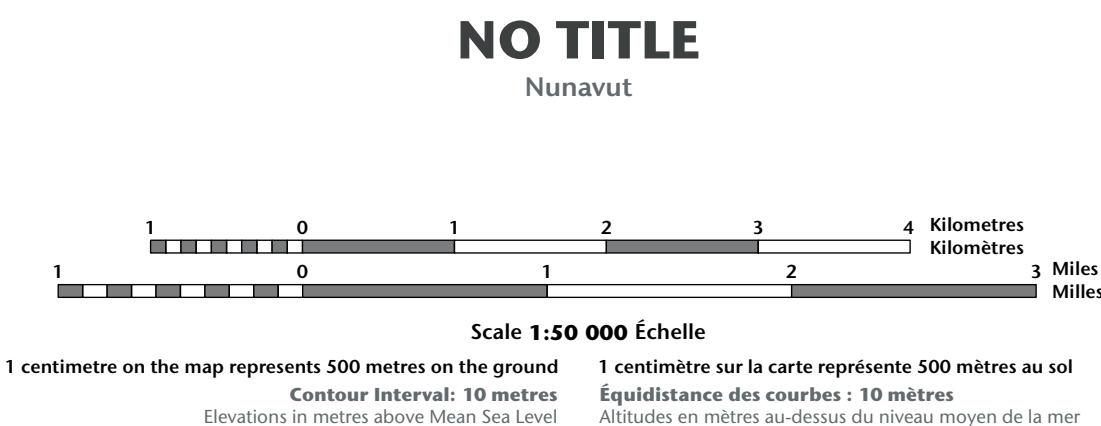 NO TITLE
Nunavut
1 0 1 2 3 4 Kilometres
Kilomètres
1 0 1 2 3 Miles
Milles
Scale 1:50 000 Échelle
1 centimetre on the map represents 500 metres on the ground
1 centimètre sur la carte représente 500 mètres au sol
Contour Interval: 10 metres
Équidistance des courbes : 10 mètres
Elevations in metres above Mean Sea Level
Altitudes en mètres au-dessus du niveau moyen de la mer